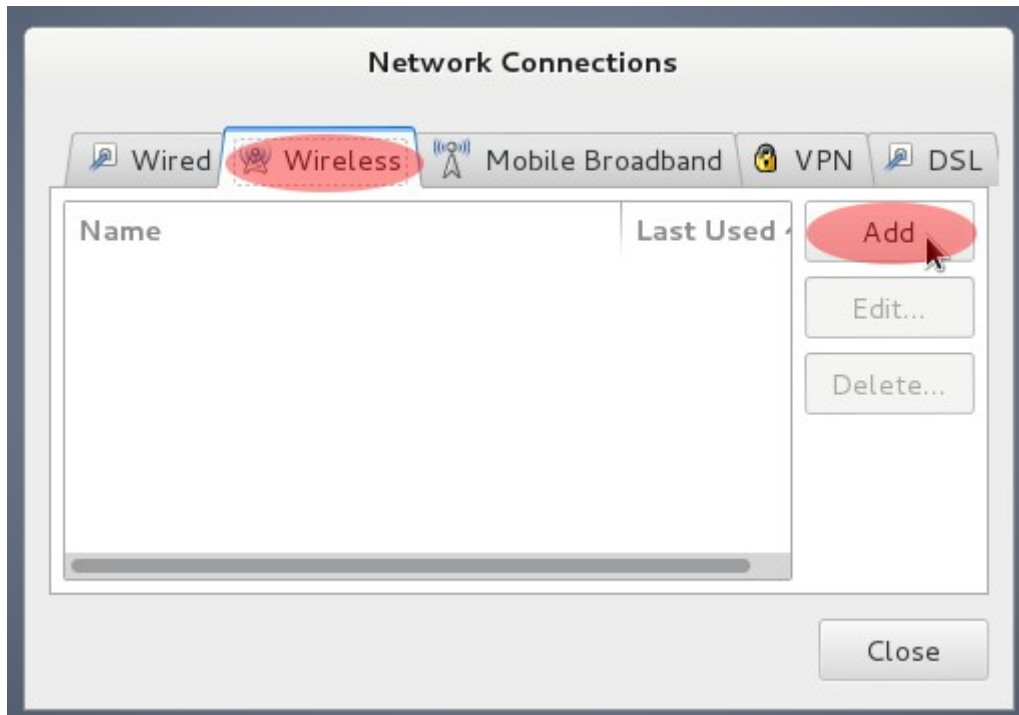 Network Connections
Wired Wireless Mobile Broadband VPN DSL
Name Last Used Add
Edit...
Delete...
Close